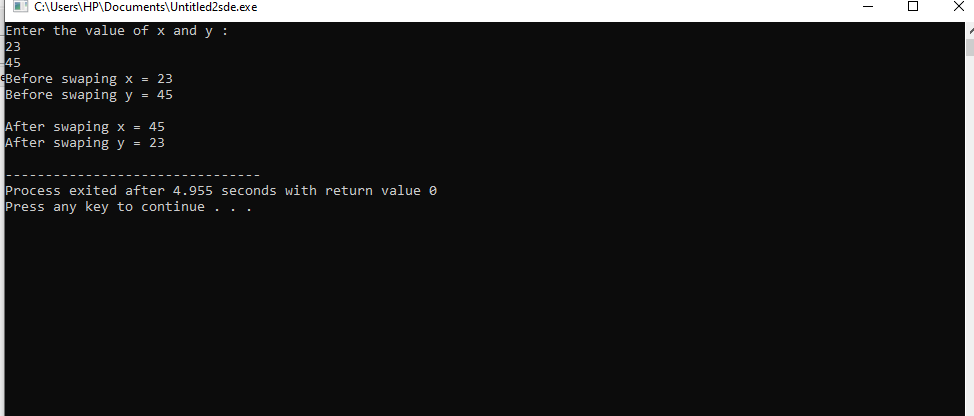 C:\Users\HP\Documents\Untitled2sde.exe
Enter the value of x and y :
23
45
Before swaping x = 23
Before swaping y = 45
After swaping x = 45
After swaping y = 23
--------------------------------
Process exited after 4.955 seconds with return value 0
Press any key to continue . . .